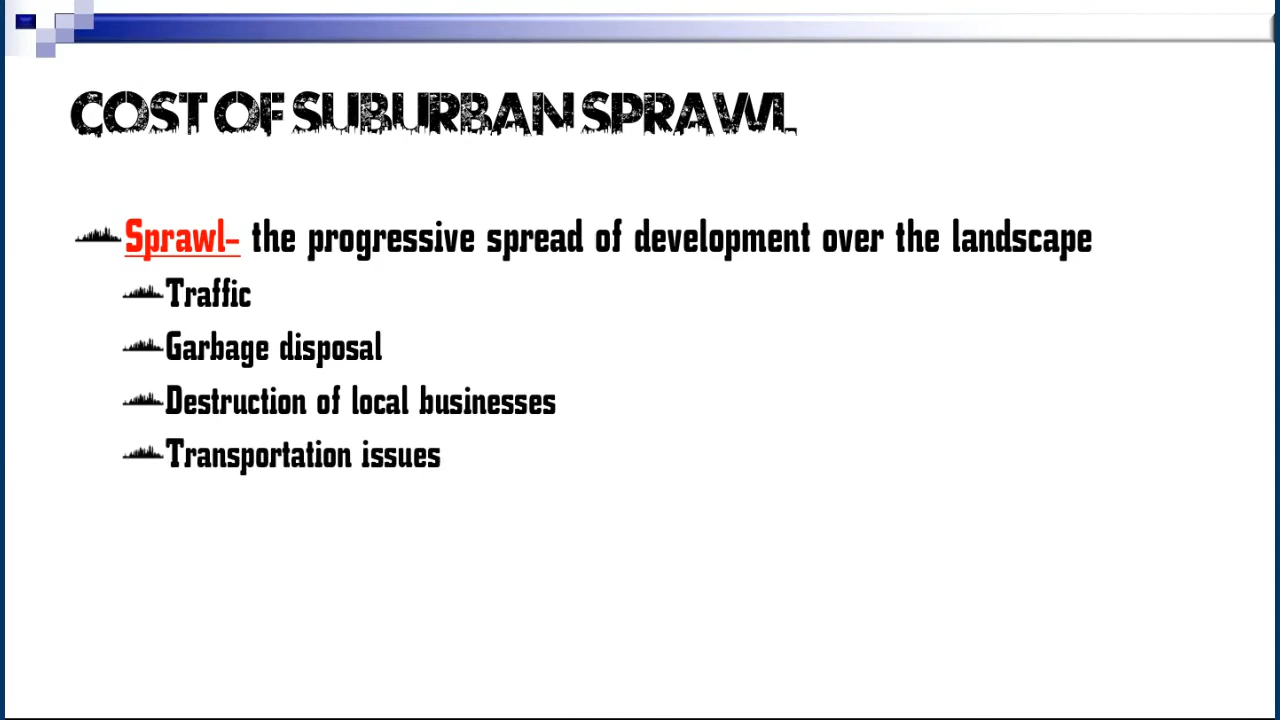 COST OF SUBURBAN SPRAWL
Sprawl- the progressive spread of development over the landscape
Traffic
Garbage disposal
Destruction of local businesses
Transportation issues